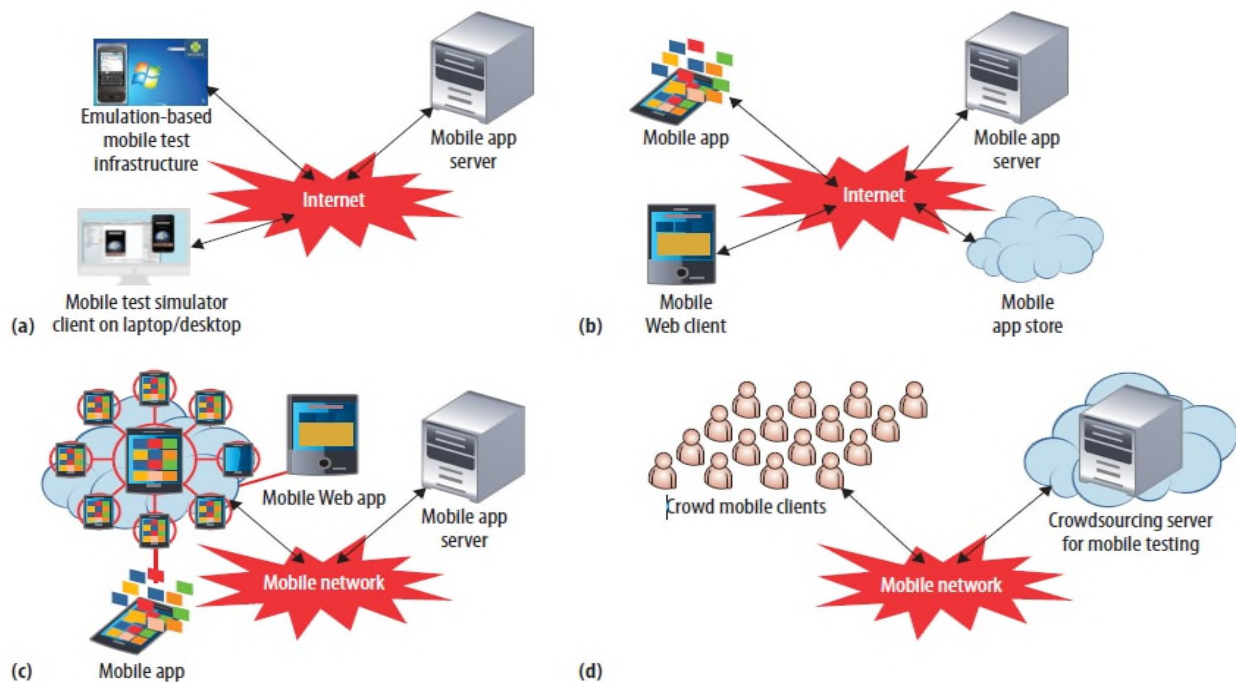 Emulation-based
mobile test
infrastructure
Mobile app
server
Internet
Mobile test simulator
client on laptop/desktop
(a)
Mobile app
Mobile app
server
Internet
Mobile
Web client
Mobile
app store
(b)
Mobile Web app
Mobile app
server
Mobile network
Mobile app
(c)
Crowd mobile clients
Crowdsourcing server
for mobile testing
Mobile network
(d)